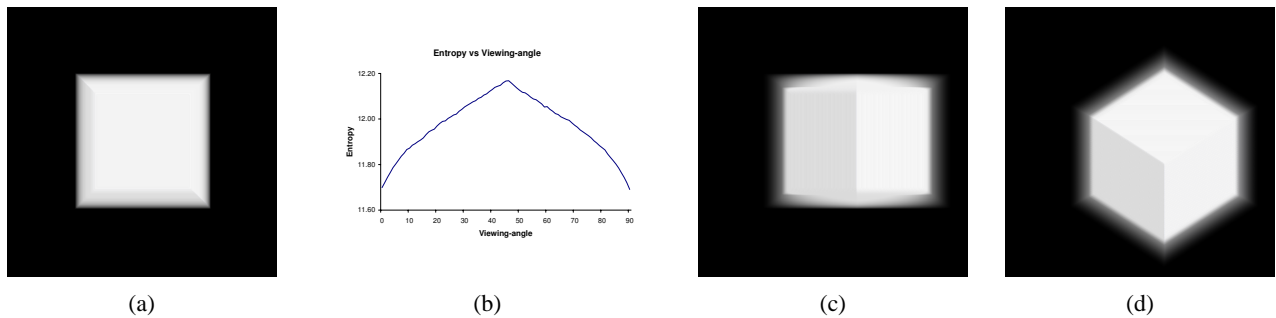 Entropy vs Viewing-angle
12.20
12.00
11.80
11.60
Entropy
0 10 20 30 40 50 60 70 80 90
Viewing-angle
(a) (b) (c) (d)